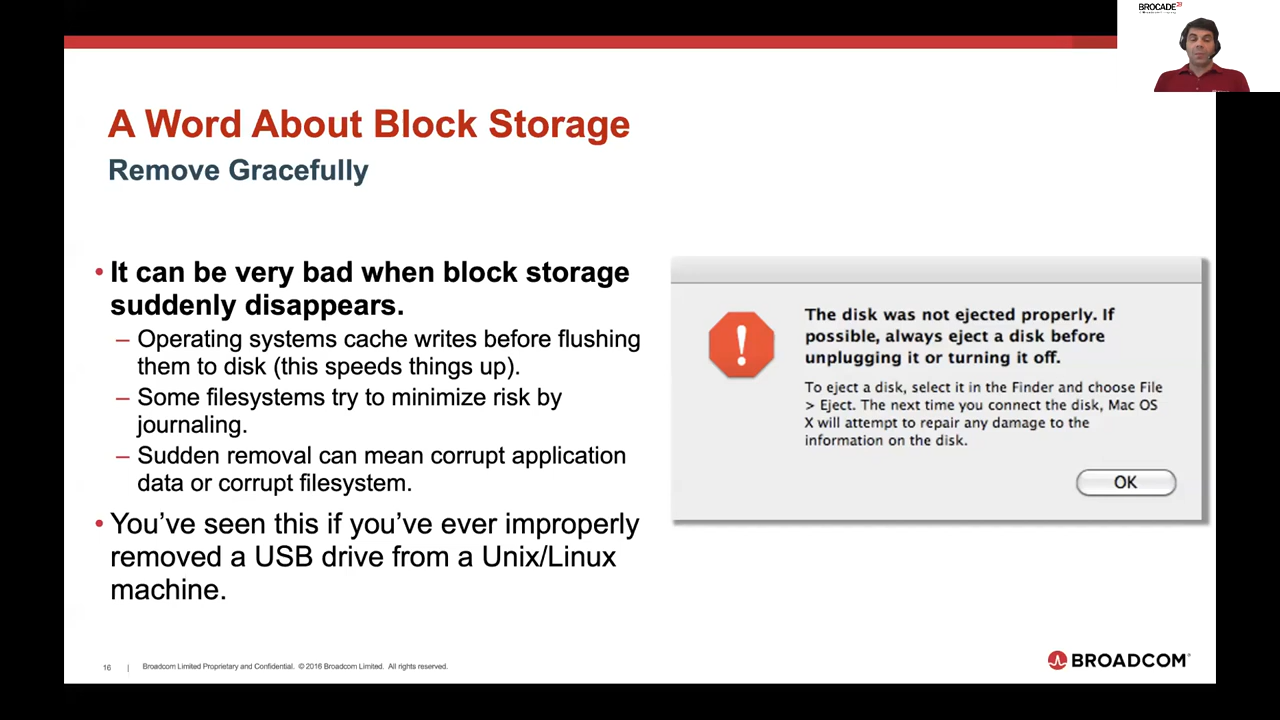 BROCADE
A Word About Block Storage
Remove Gracefully
• It can be very bad when block storage
suddenly disappears.
– Operating systems cache writes before flushing
them to disk (this speeds things up).
– Some filesystems try to minimize risk by
journaling.
– Sudden removal can mean corrupt application
data or corrupt filesystem.
• You’ve seen this if you’ve ever improperly
removed a USB drive from a Unix/Linux
machine.
The disk was not ejected properly. If
possible, always eject a disk before
unplugging it or turning it off.
To eject a disk, select it in the Finder and choose File
> Eject. The next time you connect the disk, Mac OS
X will attempt to repair any damage to the
information on the disk.
OK
16 | Broadcom Limited Proprietary and Confidential. © 2016 Broadcom Limited. All rights reserved.
BROADCOM®